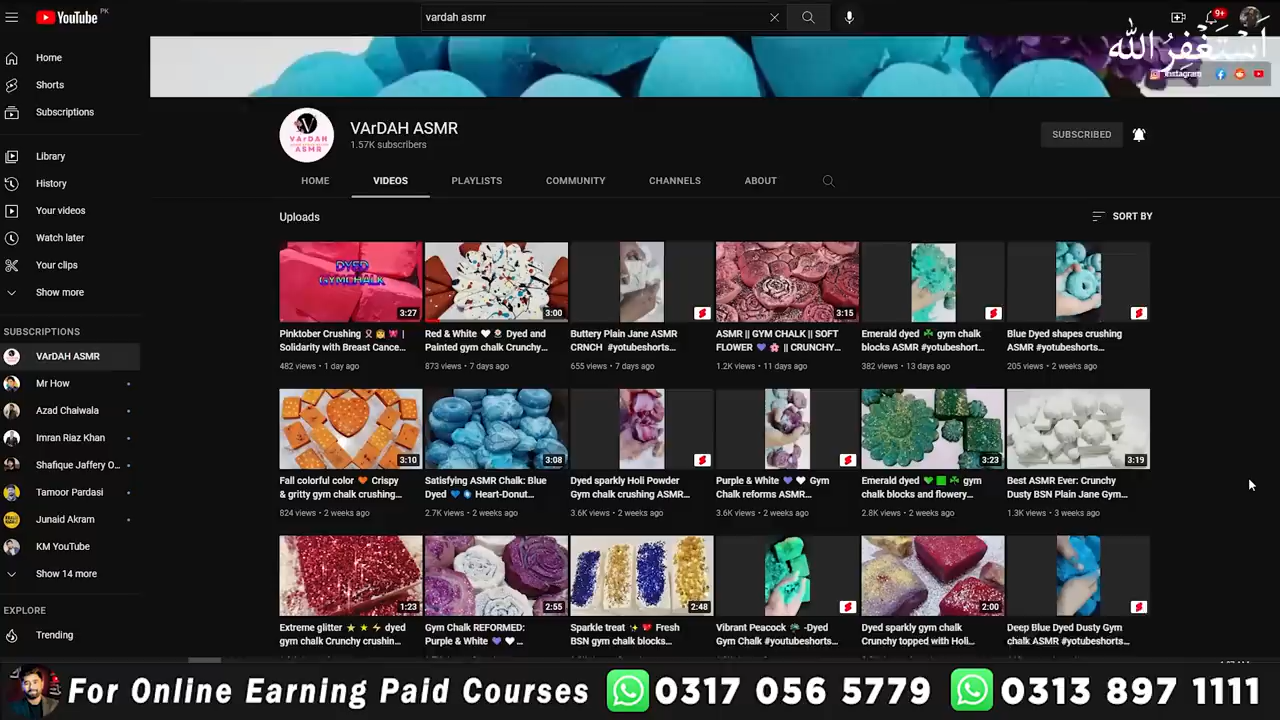 YouTube PK
vardah asmr
9+
أَسْتَغْفِرُ اللّٰه
Instagram
Home
Shorts
Subscriptions
Library
History
Your videos
Watch later
Your clips
Show more
SUBSCRIPTIONS
VArDAH ASMR
Mr How
Azad Chaiwala
Imran Riaz Khan
Shafique Jaffery O...
Tamoor Pardasi
Junaid Akram
KM YouTube
Show 14 more
EXPLORE
Trending
V
VArDAH
ASMR
VArDAH ASMR
1.57K subscribers
SUBSCRIBED
HOME VIDEOS PLAYLISTS COMMUNITY CHANNELS ABOUT
Uploads
SORT BY
DYED
GYMCHALK
3:27
3:00
3:15
Pinktober Crushing 🎗️ 👩 🎀 |
Solidarity with Breast Cance...
482 views • 1 day ago
Red & White 🤍 🌹 Dyed and
Painted gym chalk Crunchy...
873 views • 7 days ago
Buttery Plain Jane ASMR
CRNCH #yotubeshorts...
655 views • 7 days ago
ASMR || GYM CHALK || SOFT
FLOWER 💜 🌸 || CRUNCHY...
1.2K views • 11 days ago
Emerald dyed ☘️ gym chalk
blocks ASMR #yotubeshort...
382 views • 13 days ago
Blue Dyed shapes crushing
ASMR #yotubeshorts...
205 views • 2 weeks ago
3:10
3:08
3:23
3:19
Fall colorful color 🧡 Crispy
& gritty gym chalk crushing...
824 views • 2 weeks ago
Satisfying ASMR Chalk: Blue
Dyed 💙 🧿 Heart-Donut...
2.7K views • 2 weeks ago
Dyed sparkly Holi Powder
Gym chalk crushing ASMR...
3.6K views • 2 weeks ago
Purple & White 💜 🤍 Gym
Chalk reforms ASMR...
3.6K views • 2 weeks ago
Emerald dyed 💚 🟩 ☘️ gym
chalk blocks and flowery...
2.8K views • 2 weeks ago
Best ASMR Ever: Crunchy
Dusty BSN Plain Jane Gym...
1.3K views • 3 weeks ago
1:23
2:55
2:48
2:00
Extreme glitter ⭐ ⭐ ⚡ dyed
gym chalk Crunchy crushin...
Gym Chalk REFORMED:
Purple & White 💜 🤍...
Sparkle treat ✨ 💝 Fresh
BSN gym chalk blocks...
Vibrant Peacock 🦚 -Dyed
Gym Chalk #youtubeshorts...
Dyed sparkly gym chalk
Crunchy topped with Holi...
Deep Blue Dyed Dusty Gym
chalk ASMR #youtubeshorts...
For Online Earning Paid Courses 0317 056 5779 0313 897 1111